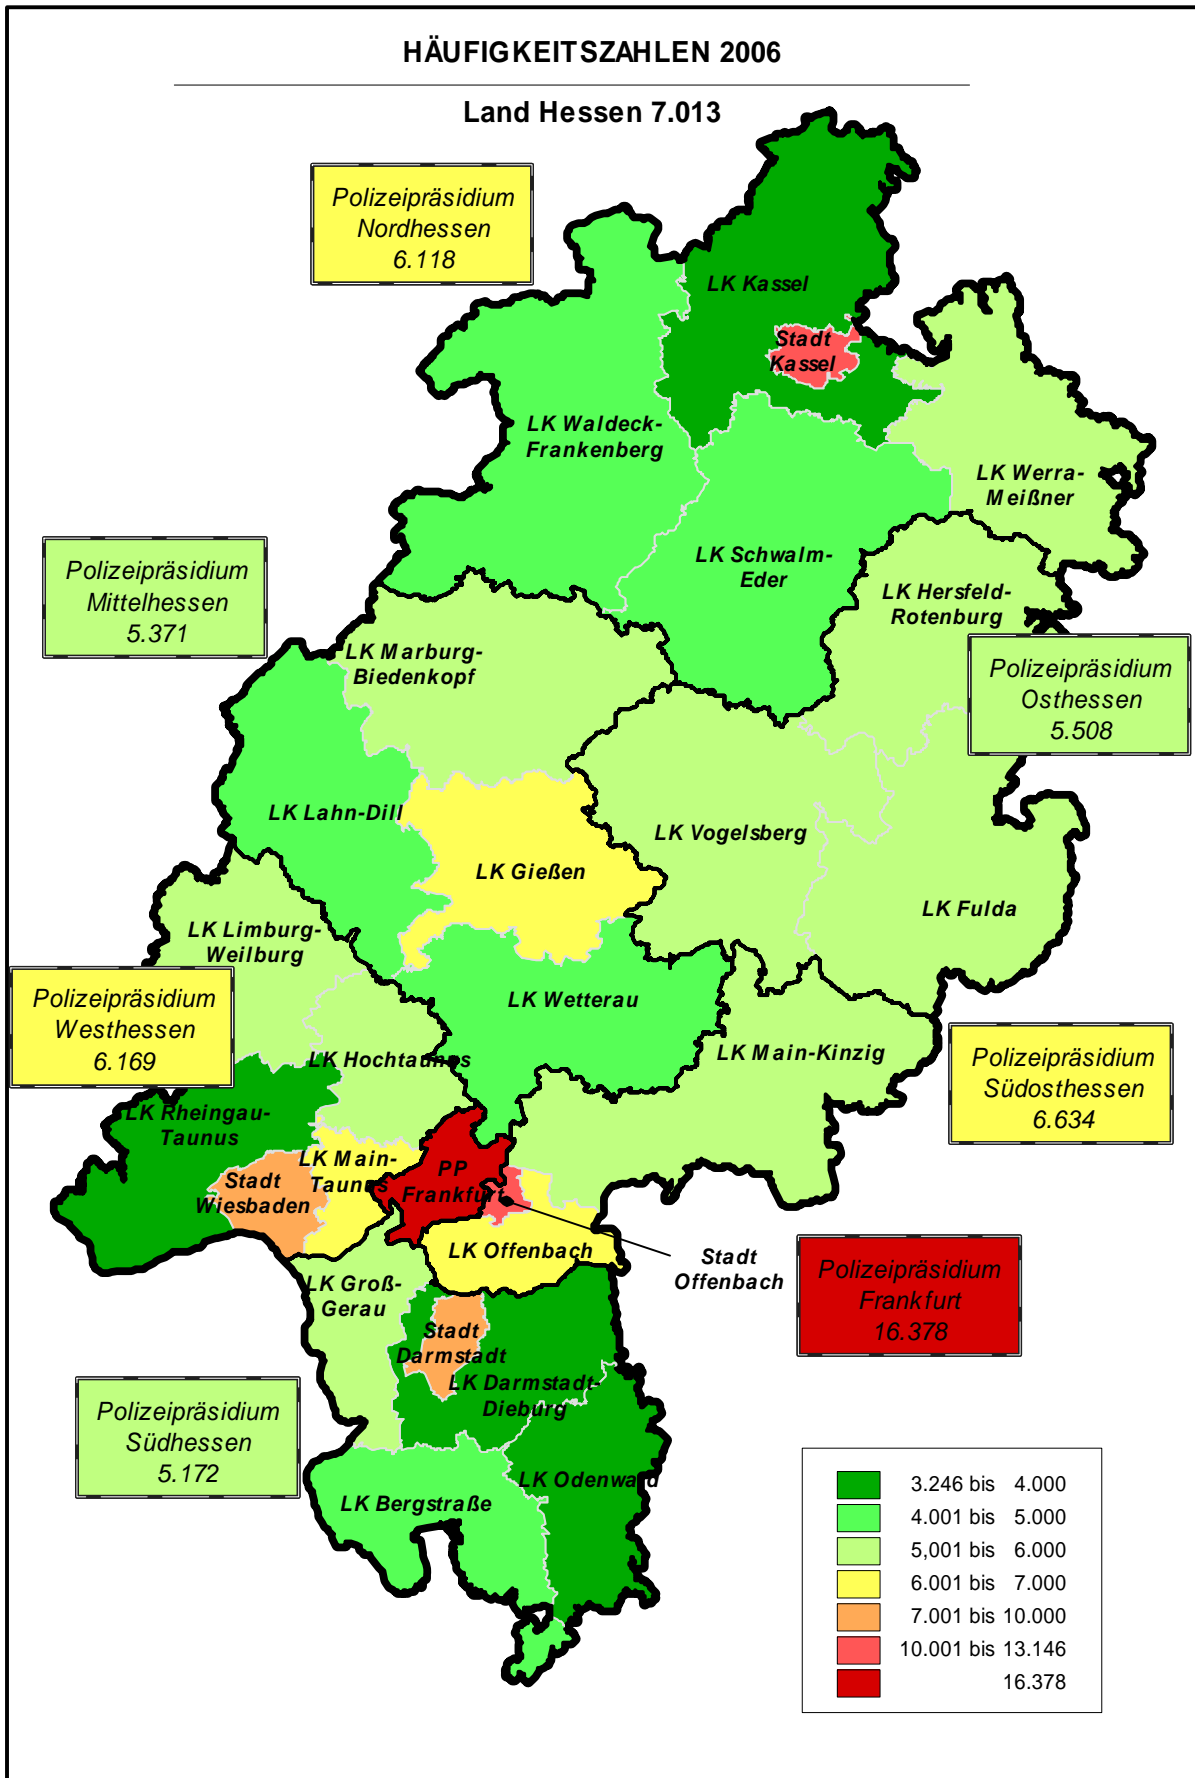 HÄUFIGKEITSZAHLEN 2006
Land Hessen 7.013
Polizeipräsidium
Nordhessen
6.118
LK Kassel
Stadt
Kassel
LK Waldeck-
Frankenberg
LK Werra-
Meißner
LK Schwalm-
Eder
Polizeipräsidium
Mittelhessen
5.371
LK Hersfeld-
Rotenburg
LK Marburg-
Biedenkopf
Polizeipräsidium
Osthessen
5.508
LK Lahn-Dill
LK Vogelsberg
LK Gießen
LK Fulda
LK Limburg-
Weilburg
Polizeipräsidium
Westhessen
6.169
LK Wetterau
LK Hochtaunus
LK Main-Kinzig
Polizeipräsidium
Südosthessen
6.634
LK Rheingau-
Taunus
LK Main-
Taunus
Stadt
Wiesbaden
PP
Frankfurt
LK Offenbach
Stadt
Offenbach
Polizeipräsidium
Frankfurt
16.378
LK Groß-
Gerau
Stadt
Darmstadt
LK Darmstadt-
Dieburg
Polizeipräsidium
Südhessen
5.172
LK Odenwald
LK Bergstraße
3.246 bis 4.000
4.001 bis 5.000
5,001 bis 6.000
6.001 bis 7.000
7.001 bis 10.000
10.001 bis 13.146
16.378